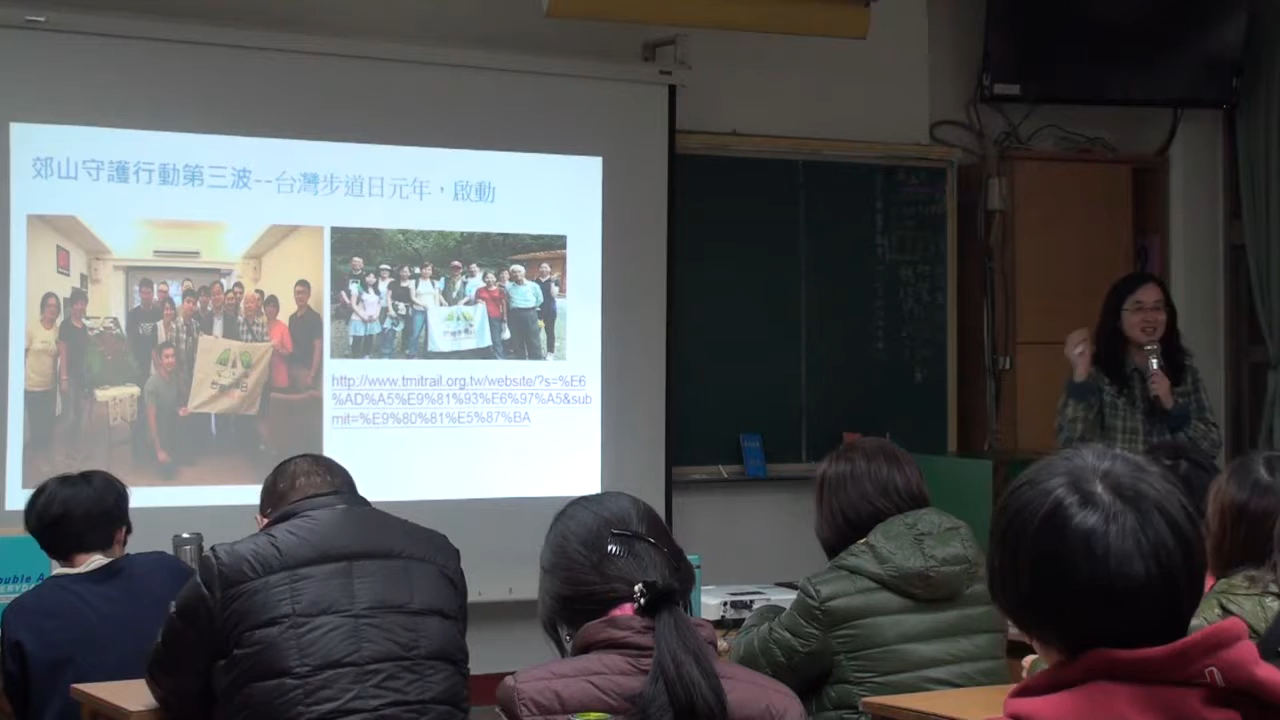 郊山守護行動第三波--台灣步道日元年，啟動
http://www.tmitrail.org.tw/website/?s=%E6
%AD%A5%E9%81%93%E6%97%A5&sub
mit=%E9%80%81%E5%87%BA
ouble A